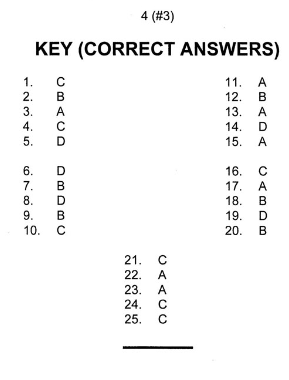 4 (#3)
KEY (CORRECT ANSWERS)
1. C
2. B
3. A
4. C
5. D
6. D
7. B
8. D
9. B
10. C
11. A
12. B
13. A
14. D
15. A
16. C
17. A
18. B
19. D
20. B
21. C
22. A
23. A
24. C
25. C